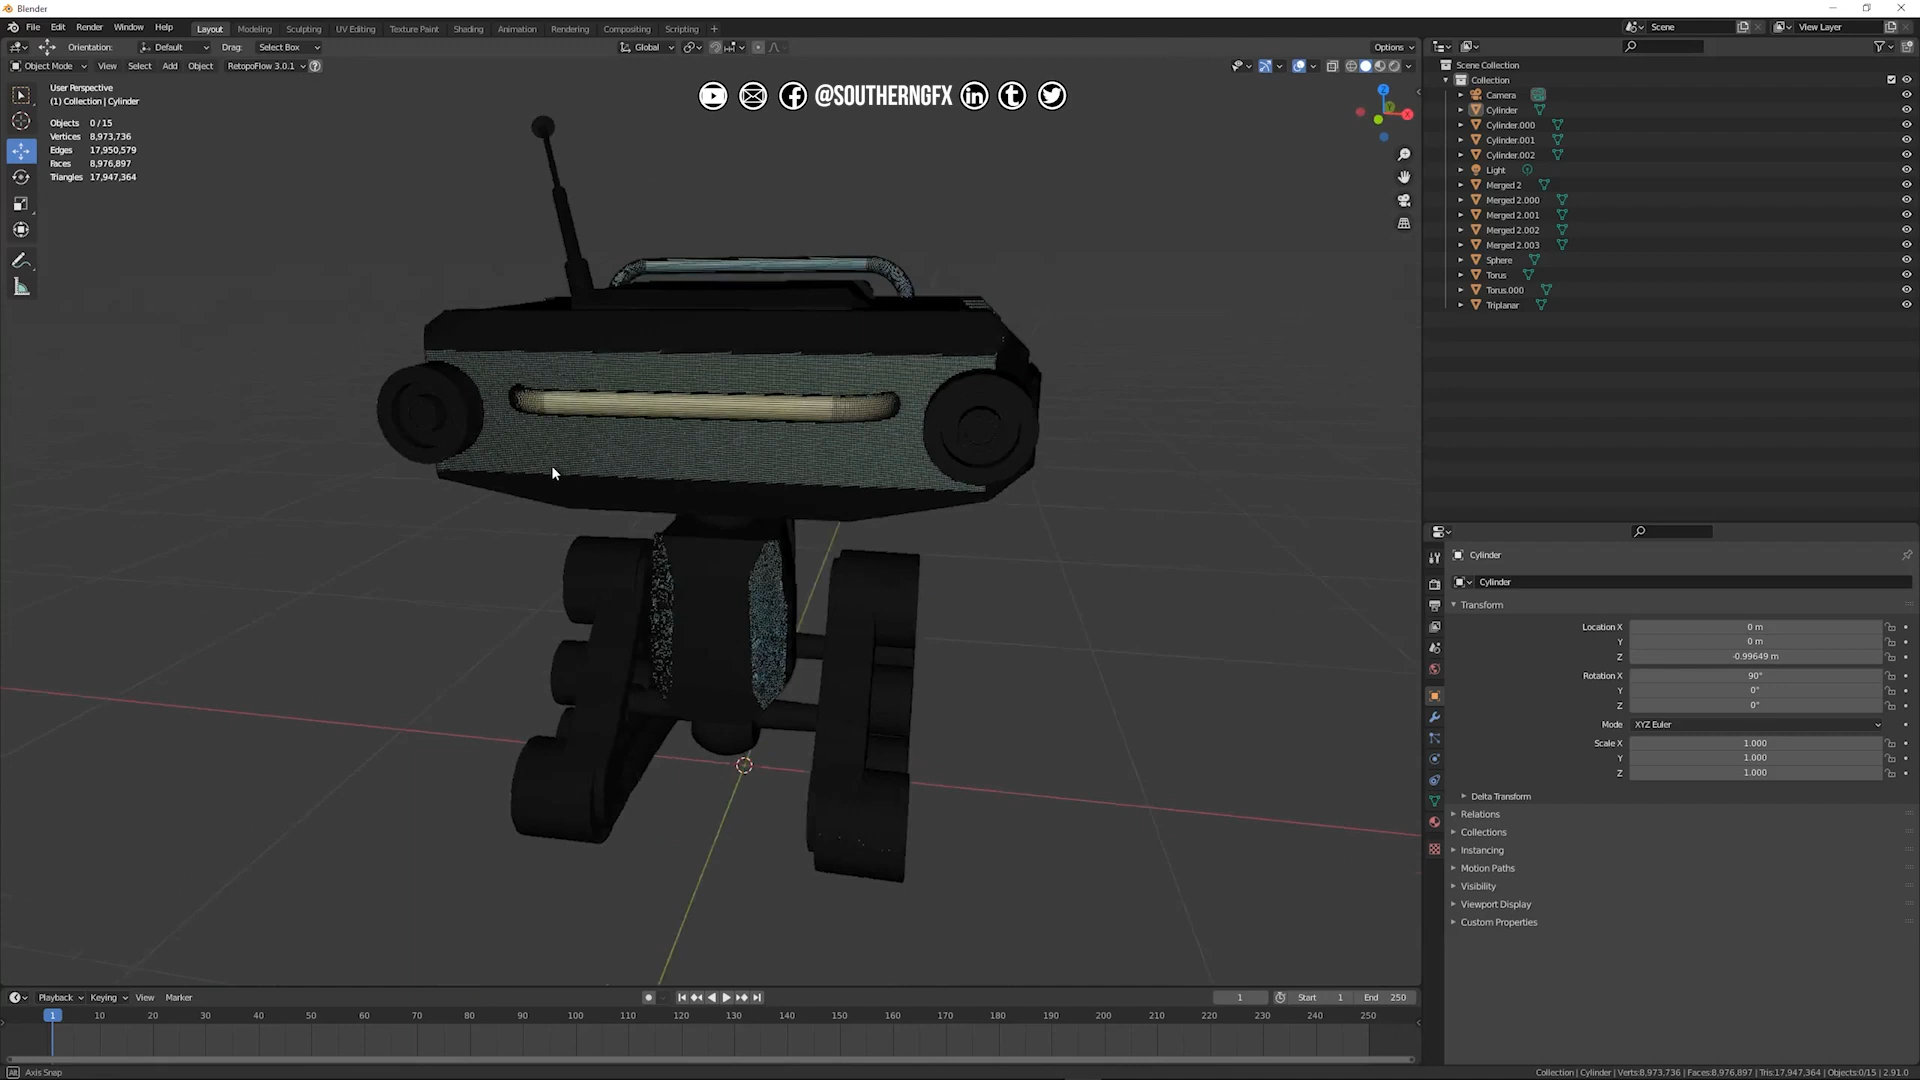 Blender
File Edit Render Window Help Layout Modeling Sculpting UV Editing Texture Paint Shading Animation Rendering Compositing Scripting + Scene View Layer
Orientation: Default Drag: Select Box Global Options
Object Mode View Select Add Object RetopoFlow 3.0.1
User Perspective
(1) Collection | Cylinder
@SOUTHERNGFX
Objects 0 / 15
Vertices 8,973,736
Edges 17,950,579
Faces 8,976,897
Triangles 17,947,364
Z
Y
X
Scene Collection
Collection
Camera
Cylinder
Cylinder.000
Cylinder.001
Cylinder.002
Light
Merged 2
Merged 2.000
Merged 2.001
Merged 2.002
Merged 2.003
Sphere
Torus
Torus.000
Triplanar
Cylinder
Cylinder
Transform
Location X 0 m
Y 0 m
Z -0.99649 m
Rotation X 90°
Y 0°
Z 0°
Mode XYZ Euler
Scale X 1.000
Y 1.000
Z 1.000
Delta Transform
Relations
Collections
Instancing
Motion Paths
Visibility
Viewport Display
Custom Properties
Playback Keying View Marker 1 Start 1 End 250
1 10 20 30 40 50 60 70 80 90 100 110 120 130 140 150 160 170 180 190 200 210 220 230 240 250
Alt Axis Snap
Collection | Cylinder | Verts:8,973,736 | Faces:8,976,897 | Tris:17,947,364 | Objects:0/15 | 2.91.0